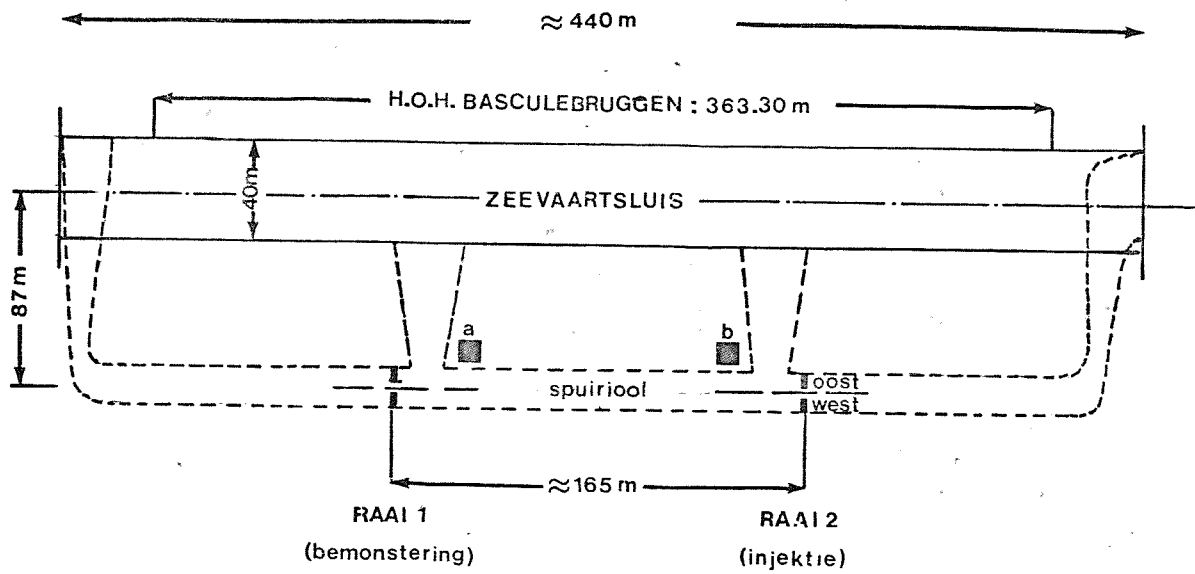 ≈ 440 m
H.O.H. BASCULEBRUGGEN : 363.30 m
40m
ZEEVAARTSLUIS
87 m
a
b
spuiriool
oost
west
≈165 m
RAAI 1
RAAI 2
(bemonstering)
(injektie)